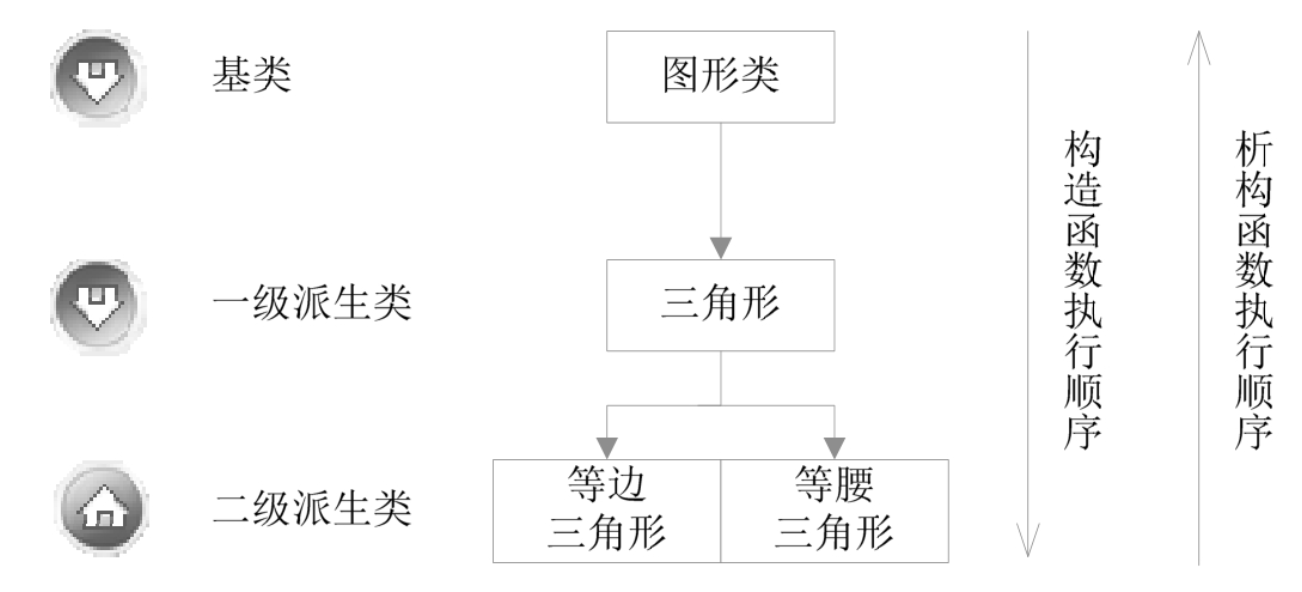 基类
图形类
一级派生类
三角形
二级派生类
等边
三角形
等腰
三角形
构造函数执行顺序
析构函数执行顺序